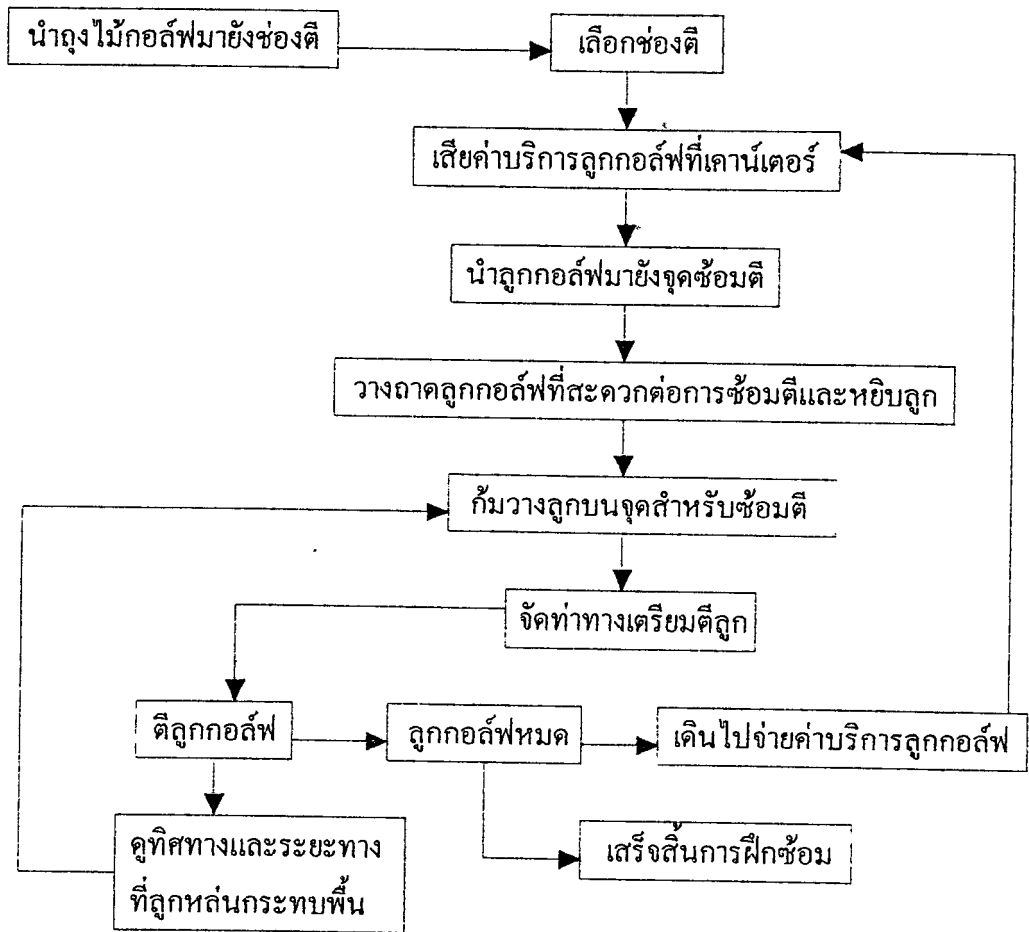 นำถุงไม้กอล์ฟมายังช่องตี
เลือกช่องตี
เสียค่าบริการลูกกอล์ฟที่เคาน์เตอร์
นำลูกกอล์ฟมายังจุดซ้อมตี
วางถาดลูกกอล์ฟที่สะดวกต่อการซ้อมตีและหยิบลูก
ก้มวางลูกบนจุดสำหรับซ้อมตี
จัดท่าทางเตรียมตีลูก
ตีลูกกอล์ฟ
ลูกกอล์ฟหมด
เดินไปจ่ายค่าบริการลูกกอล์ฟ
ดูทิศทางและระยะทาง
ที่ลูกหล่นกระทบพื้น
เสร็จสิ้นการฝึกซ้อม